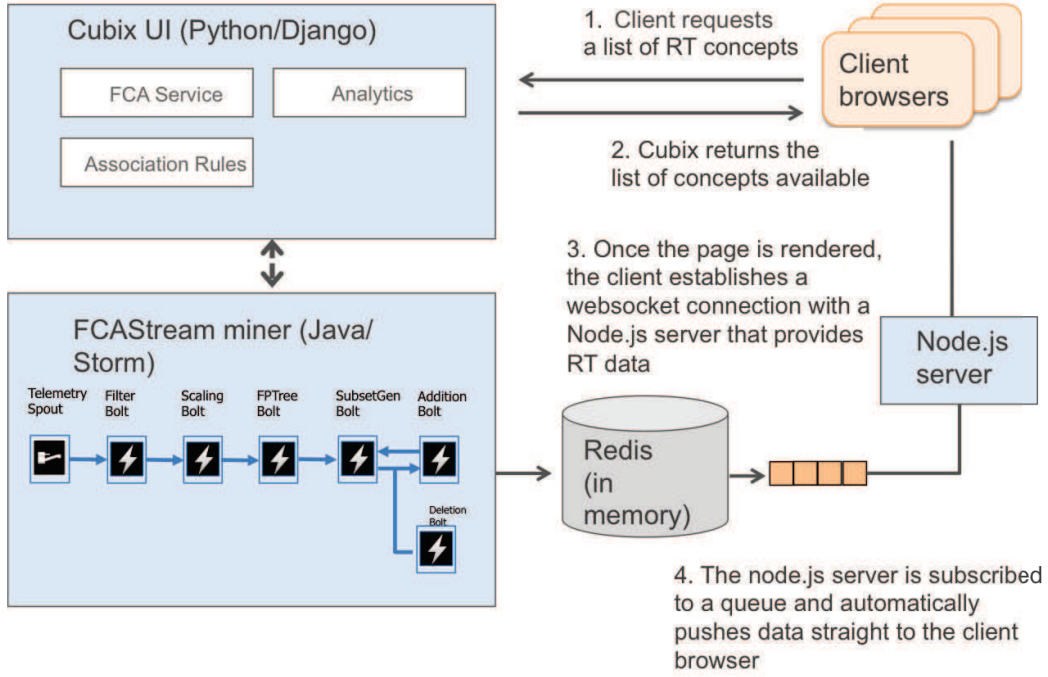 Cubix UI (Python/Django)
FCA Service
Analytics
Association Rules
1. Client requests
a list of RT concepts
Client
browsers
2. Cubix returns the
list of concepts available
3. Once the page is rendered,
the client establishes a
websocket connection with a
Node.js server that provides
RT data
Node.js
server
FCAStream miner (Java/
Storm)
Telemetry
Spout
Filter
Bolt
Scaling
Bolt
FPTree
Bolt
SubsetGen
Bolt
Addition
Bolt
Deletion
Bolt
Redis
(in
memory)
4. The node.js server is subscribed
to a queue and automatically
pushes data straight to the client
browser